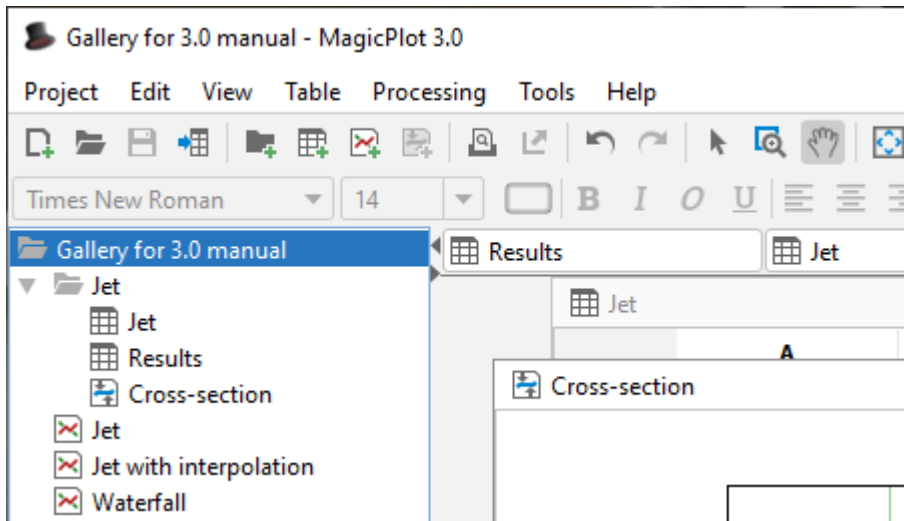 Gallery for 3.0 manual - MagicPlot 3.0
Project Edit View Table Processing Tools Help
Times New Roman 14 B I O U
Gallery for 3.0 manual
Jet
Jet
Results
Cross-section
Jet
Jet with interpolation
Waterfall
Results Jet
Jet
A
Cross-section